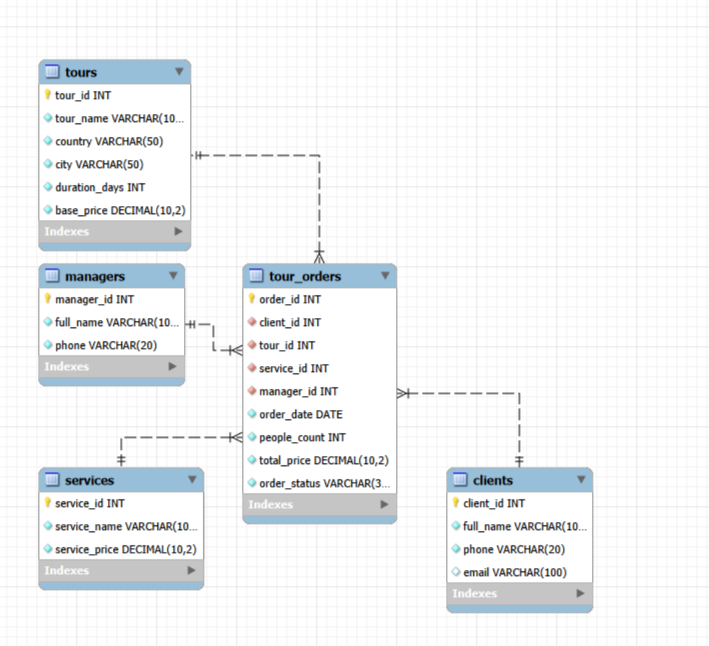 tours
tour_id INT
tour_name VARCHAR(10...
country VARCHAR(50)
city VARCHAR(50)
duration_days INT
base_price DECIMAL(10,2)
Indexes
managers
manager_id INT
full_name VARCHAR(10...
phone VARCHAR(20)
Indexes
tour_orders
order_id INT
client_id INT
tour_id INT
service_id INT
manager_id INT
order_date DATE
people_count INT
total_price DECIMAL(10,2)
order_status VARCHAR(3...
Indexes
services
service_id INT
service_name VARCHAR(10...
service_price DECIMAL(10,2)
Indexes
clients
client_id INT
full_name VARCHAR(10...
phone VARCHAR(20)
email VARCHAR(100)
Indexes